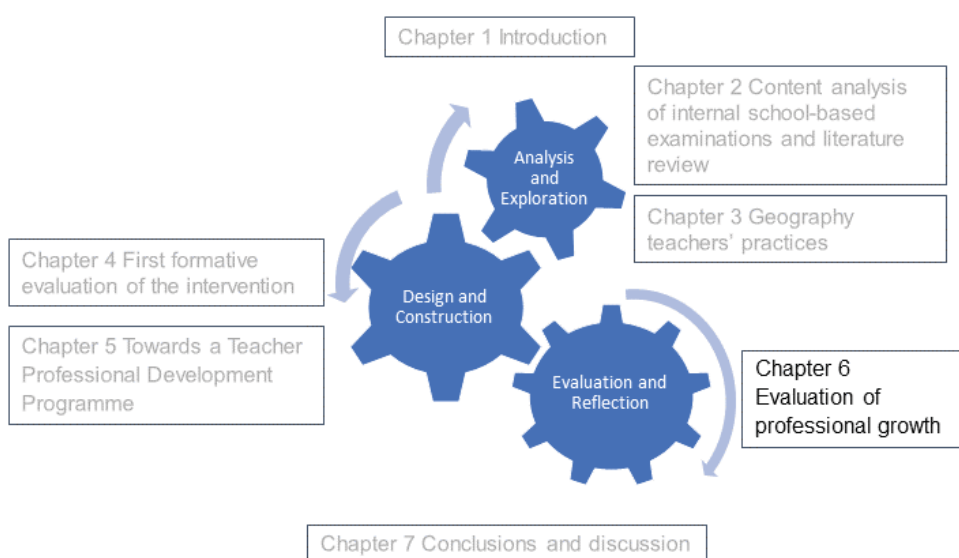 Chapter 1 Introduction
Chapter 2 Content analysis
of internal school-based
examinations and literature
review
Analysis
and
Exploration
Chapter 3 Geography
teachers' practices
Chapter 4 First formative
evaluation of the intervention
Design and
Construction
Chapter 5 Towards a Teacher
Professional Development
Programme
Evaluation and
Reflection
Chapter 6
Evaluation of
professional growth
Chapter 7 Conclusions and discussion